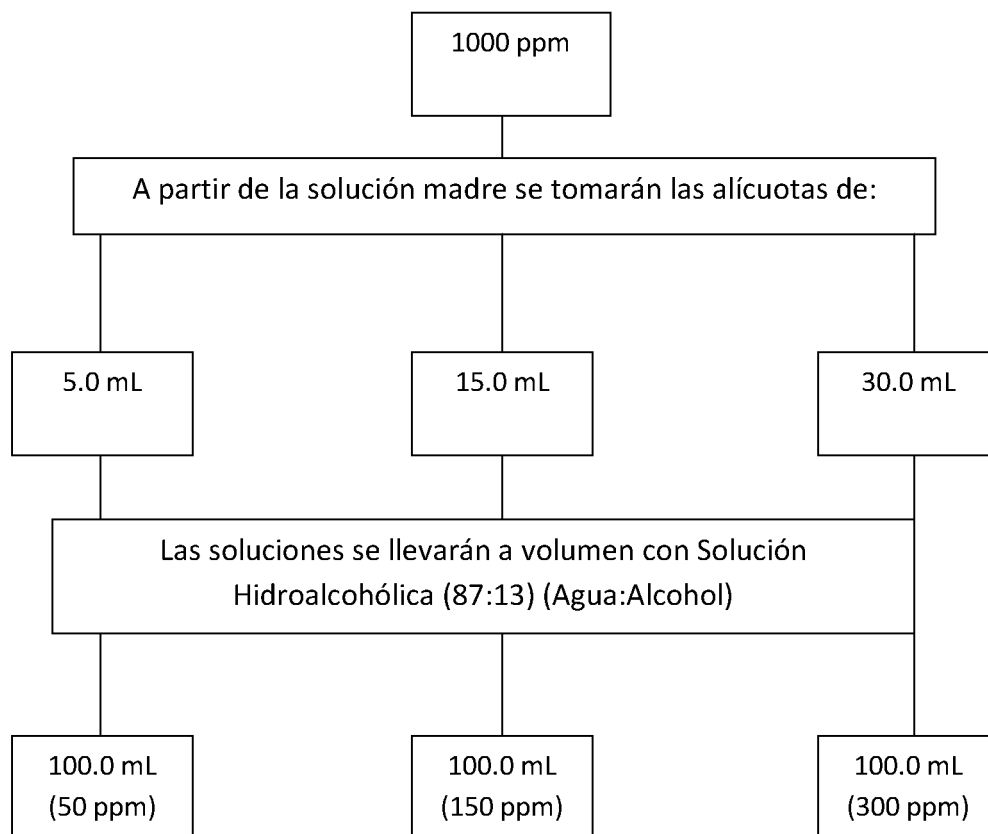 1000 ppm
A partir de la solución madre se tomarán las alícuotas de:
5.0 mL
15.0 mL
30.0 mL
Las soluciones se llevarán a volumen con Solución
Hidroalcohólica (87:13) (Agua:Alcohol)
100.0 mL
(50 ppm)
100.0 mL
(150 ppm)
100.0 mL
(300 ppm)